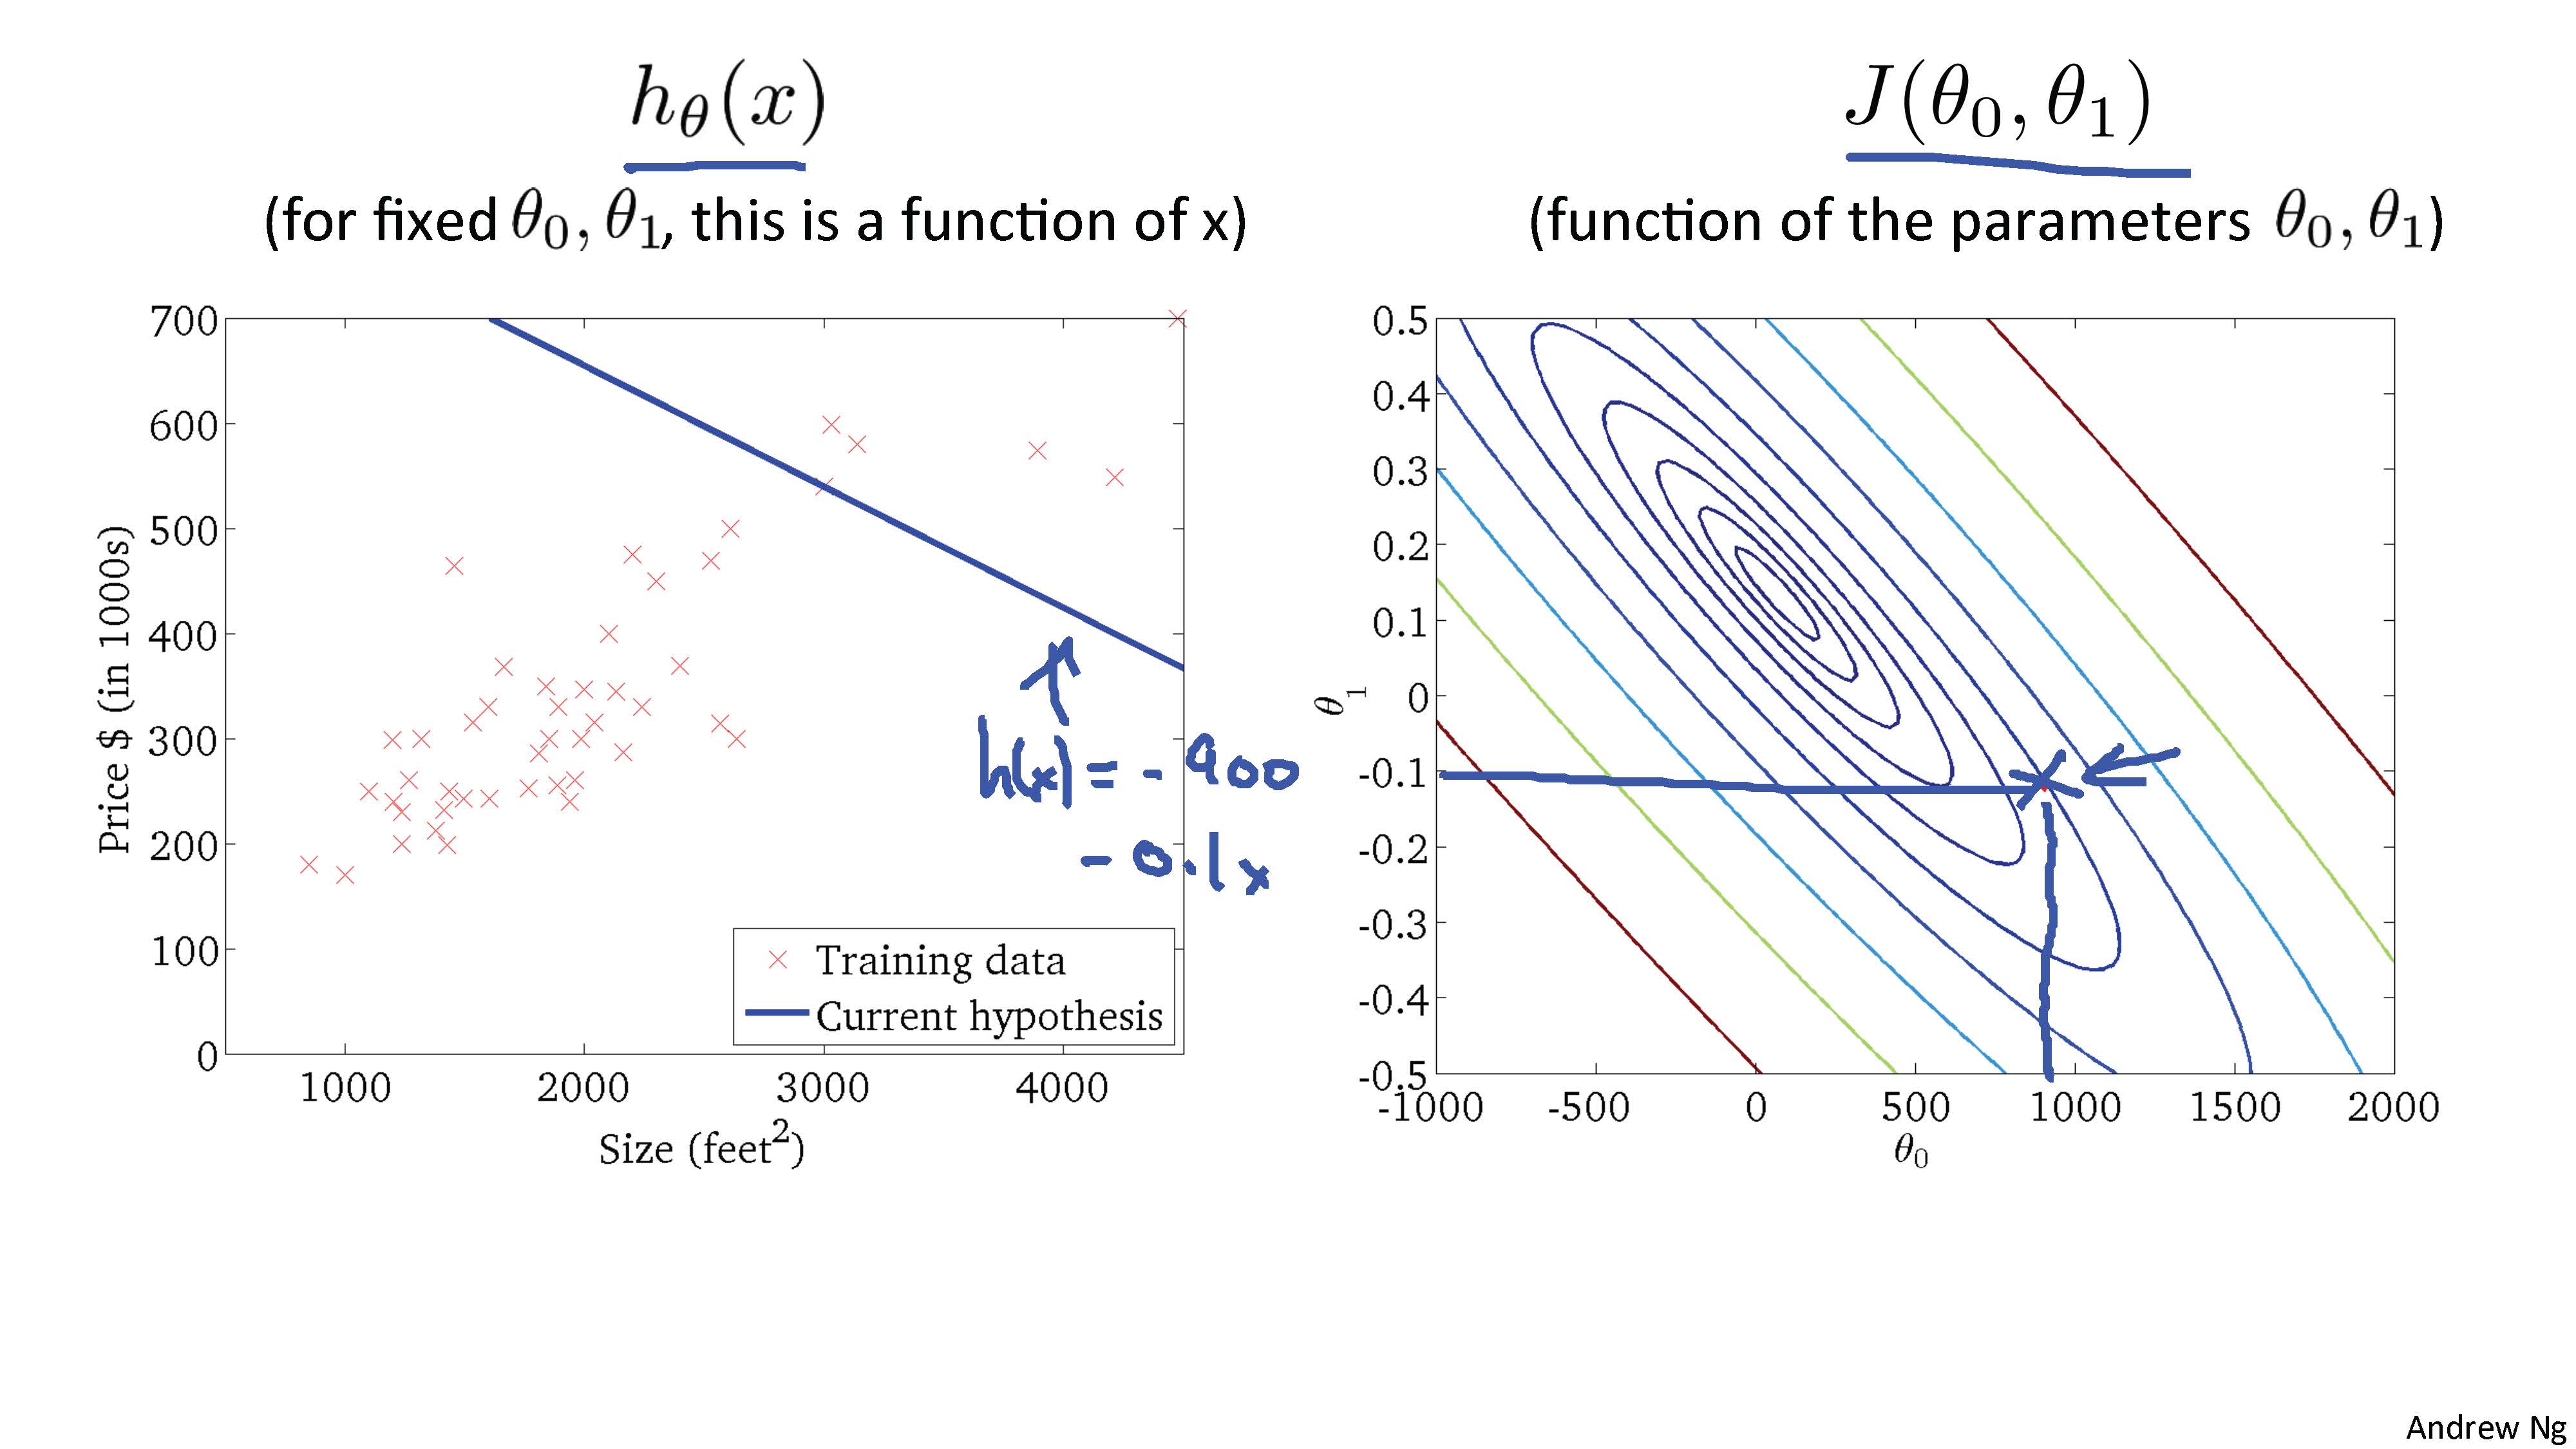 h_θ(x)
(for fixed θ₀, θ₁, this is a function of x)
700
600
500
400
300
200
100
0
Price $ (in 1000s)
1000 2000 3000 4000
Size (feet²)
Training data
Current hypothesis
h(x) = - 900
- 0.1x
J(θ₀, θ₁)
(function of the parameters θ₀, θ₁)
0.5
0.4
0.3
0.2
0.1
0
-0.1
-0.2
-0.3
-0.4
-0.5
θ₁
-1000 -500 0 500 1000 1500 2000
θ₀
Andrew Ng